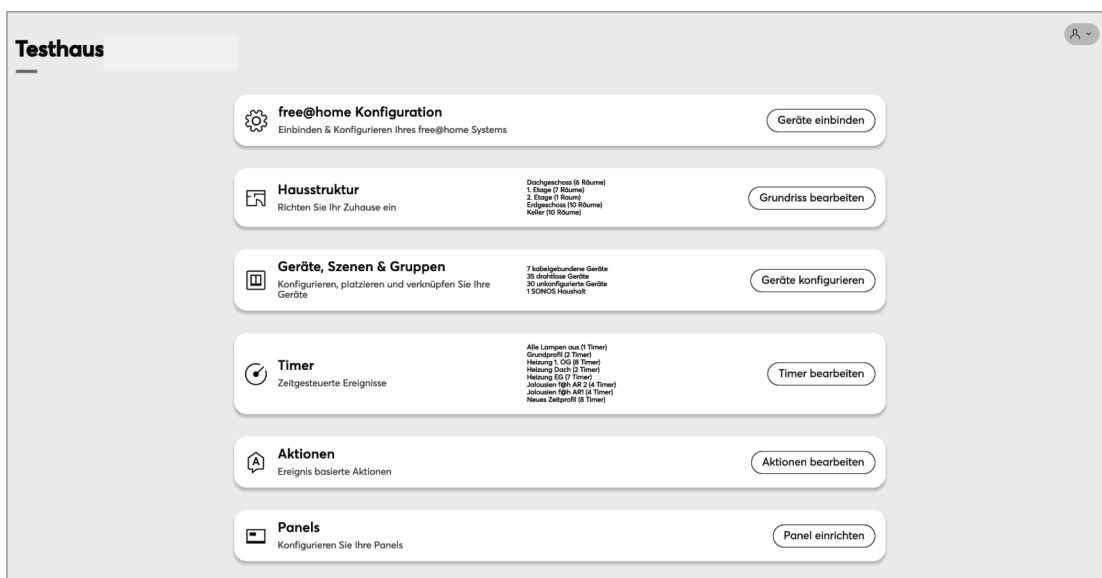 Testhaus
free@home Konfiguration
Einbinden & Konfigurieren Ihres free@home Systems
Geräte einbinden
Hausstruktur
Richten Sie Ihr Zuhause ein
Dachgeschoss (6 Räume)
1. Etage (7 Räume)
2. Etage (1 Raum)
Erdgeschoss (10 Räume)
Keller (10 Räume)
Grundriss bearbeiten
Geräte, Szenen & Gruppen
Konfigurieren, platzieren und verknüpfen Sie Ihre
Geräte
7 kabelgebundene Geräte
35 drahtlose Geräte
30 unkonfigurierte Geräte
1 SONOS Haushalt
Geräte konfigurieren
Timer
Zeitgesteuerte Ereignisse
Alle Lampen aus (1 Timer)
Grundprofil (2 Timer)
Heizung 1. OG (8 Timer)
Heizung Dach (2 Timer)
Heizung EG (7 Timer)
Jalousien f@h AR 2 (4 Timer)
Jalousien f@h AR1 (4 Timer)
Neues Zeitprofil (8 Timer)
Timer bearbeiten
Aktionen
Ereignis basierte Aktionen
Aktionen bearbeiten
Panels
Konfigurieren Sie Ihre Panels
Panel einrichten